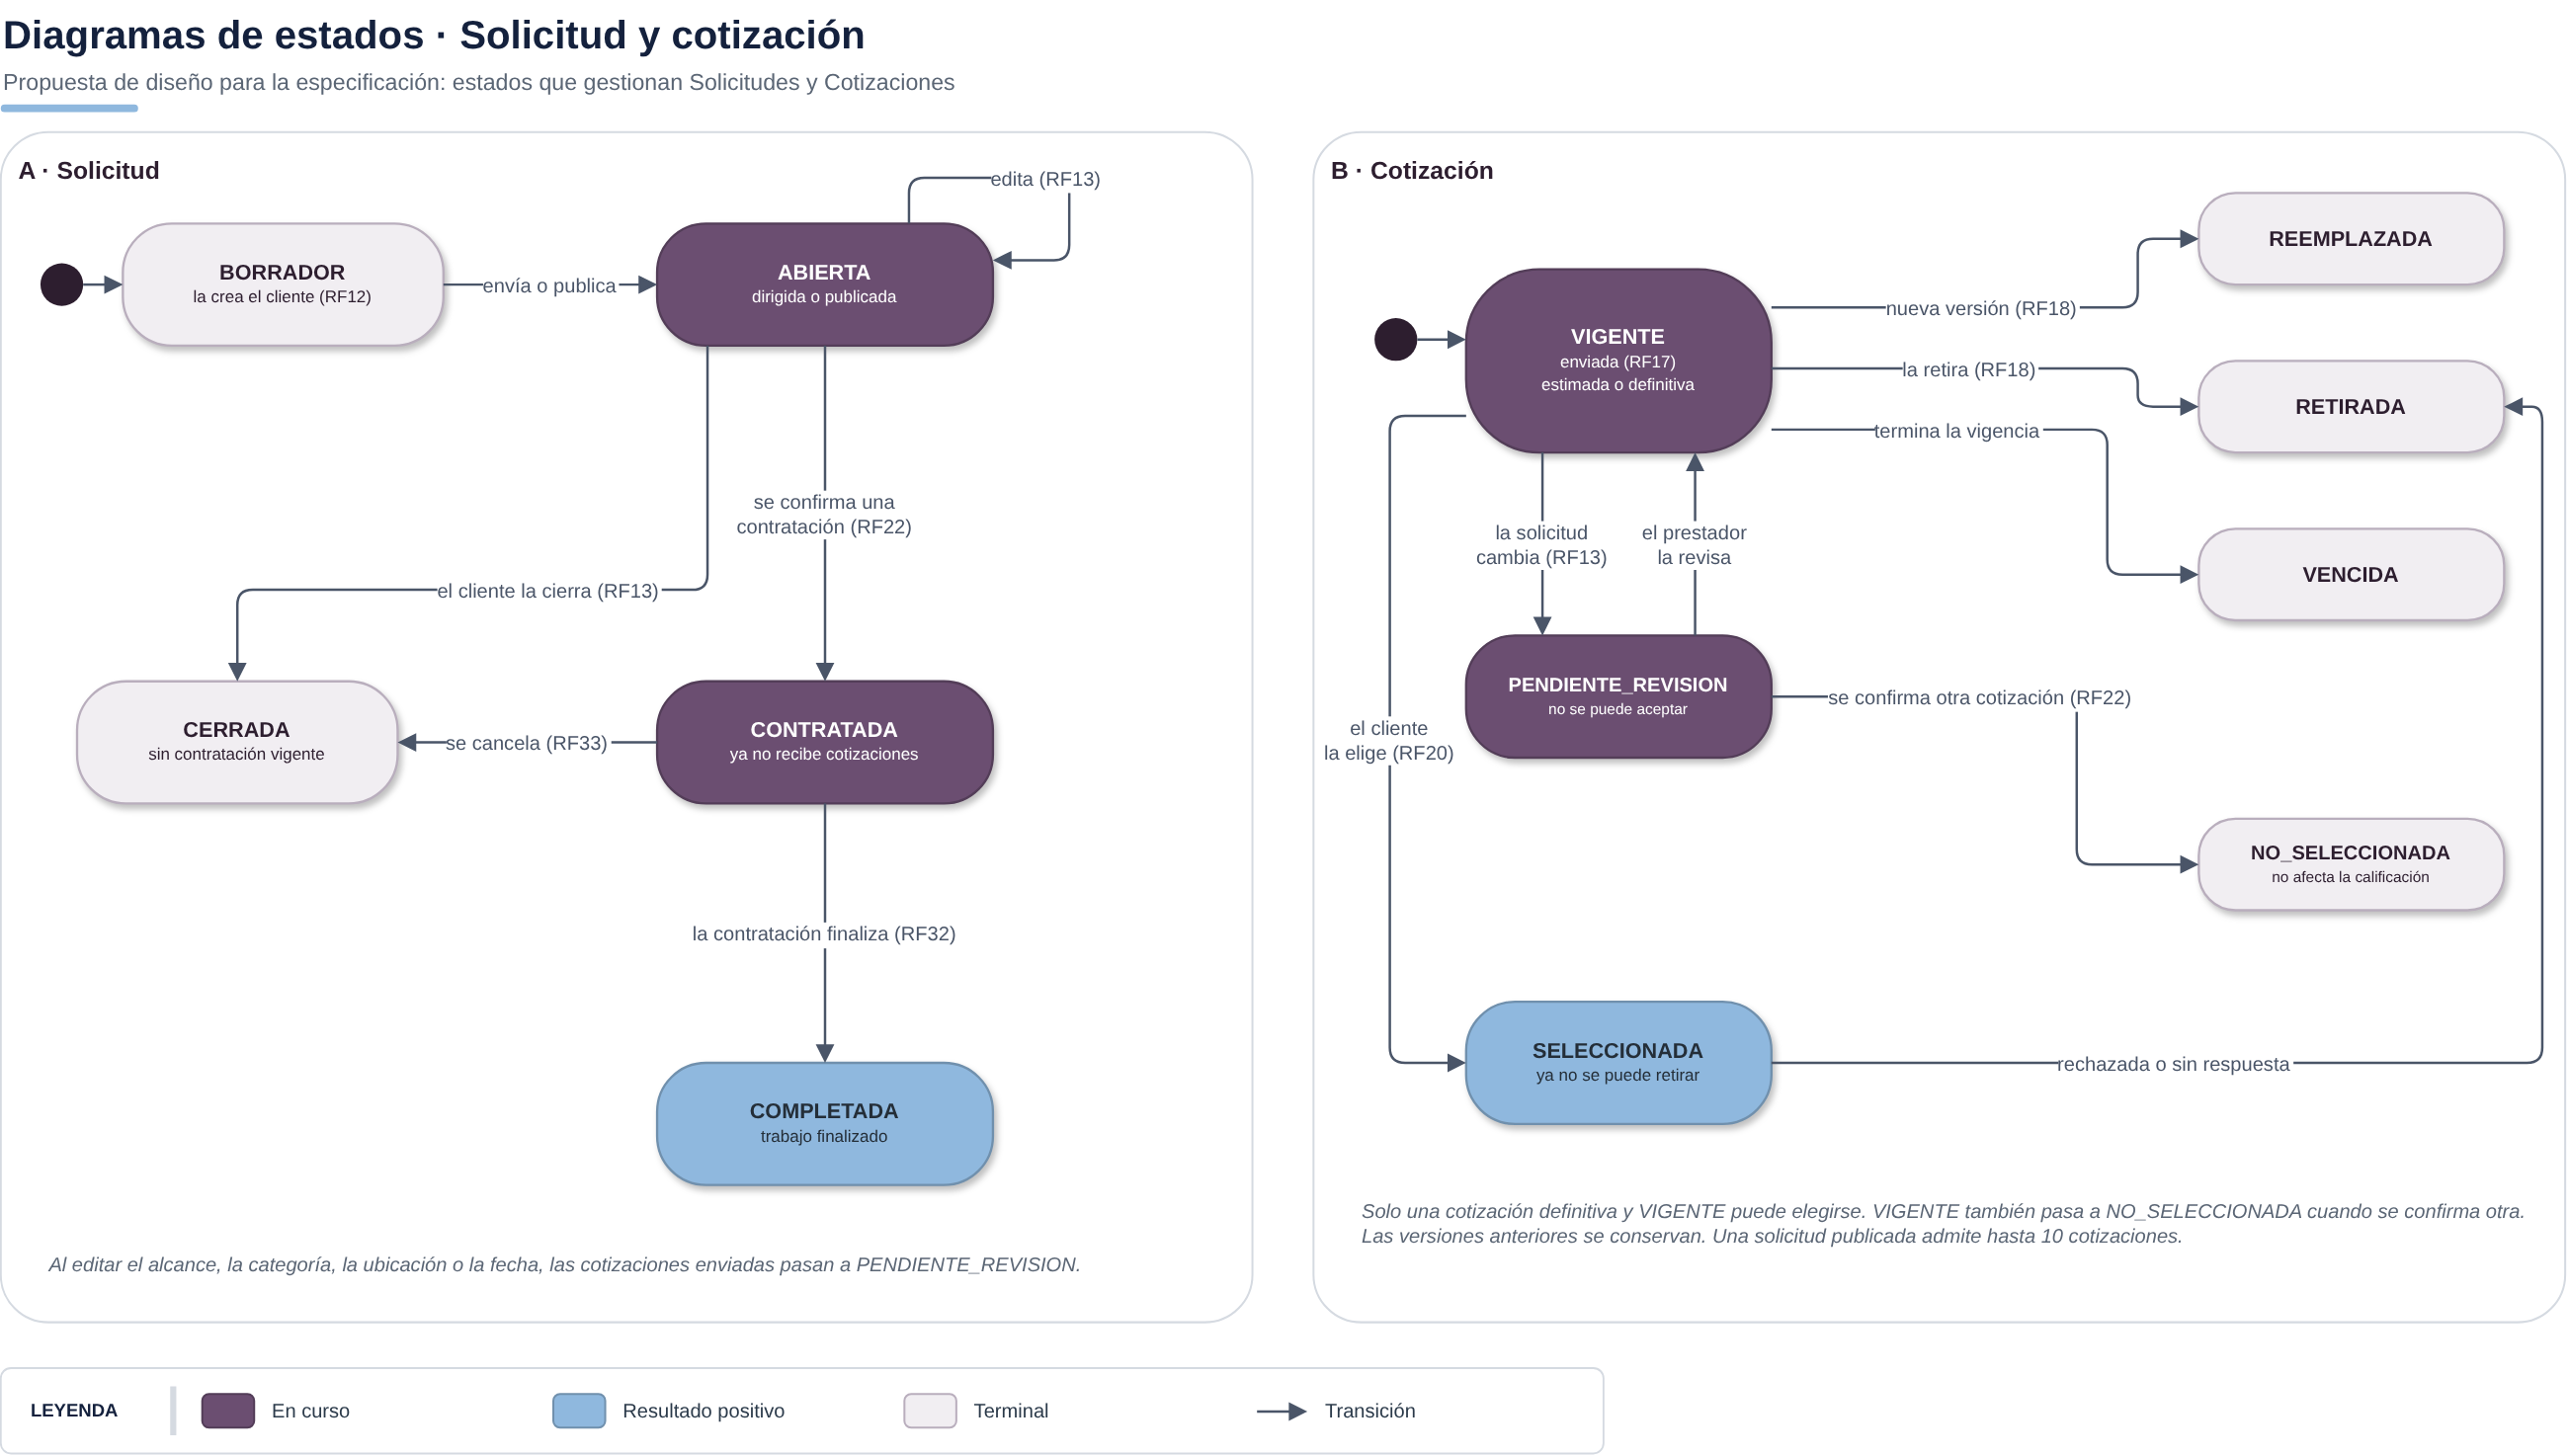 Diagramas de estados · Solicitud y cotización
Propuesta de diseño para la especificación: estados que gestionan Solicitudes y Cotizaciones
A · Solicitud
edita (RF13)
BORRADOR
la crea el cliente (RF12)
envía o publica
ABIERTA
dirigida o publicada
se confirma una
contratación (RF22)
el cliente la cierra (RF13)
CERRADA
sin contratación vigente
se cancela (RF33)
CONTRATADA
ya no recibe cotizaciones
la contratación finaliza (RF32)
COMPLETADA
trabajo finalizado
Al editar el alcance, la categoría, la ubicación o la fecha, las cotizaciones enviadas pasan a PENDIENTE_REVISION.
B · Cotización
REEMPLAZADA
VIGENTE
enviada (RF17)
estimada o definitiva
nueva versión (RF18)
la retira (RF18)
RETIRADA
termina la vigencia
la solicitud
cambia (RF13)
el prestador
la revisa
VENCIDA
PENDIENTE_REVISION
no se puede aceptar
se confirma otra cotización (RF22)
el cliente
la elige (RF20)
NO_SELECCIONADA
no afecta la calificación
SELECCIONADA
ya no se puede retirar
rechazada o sin respuesta
Solo una cotización definitiva y VIGENTE puede elegirse. VIGENTE también pasa a NO_SELECCIONADA cuando se confirma otra.
Las versiones anteriores se conservan. Una solicitud publicada admite hasta 10 cotizaciones.
LEYENDA
En curso
Resultado positivo
Terminal
Transición